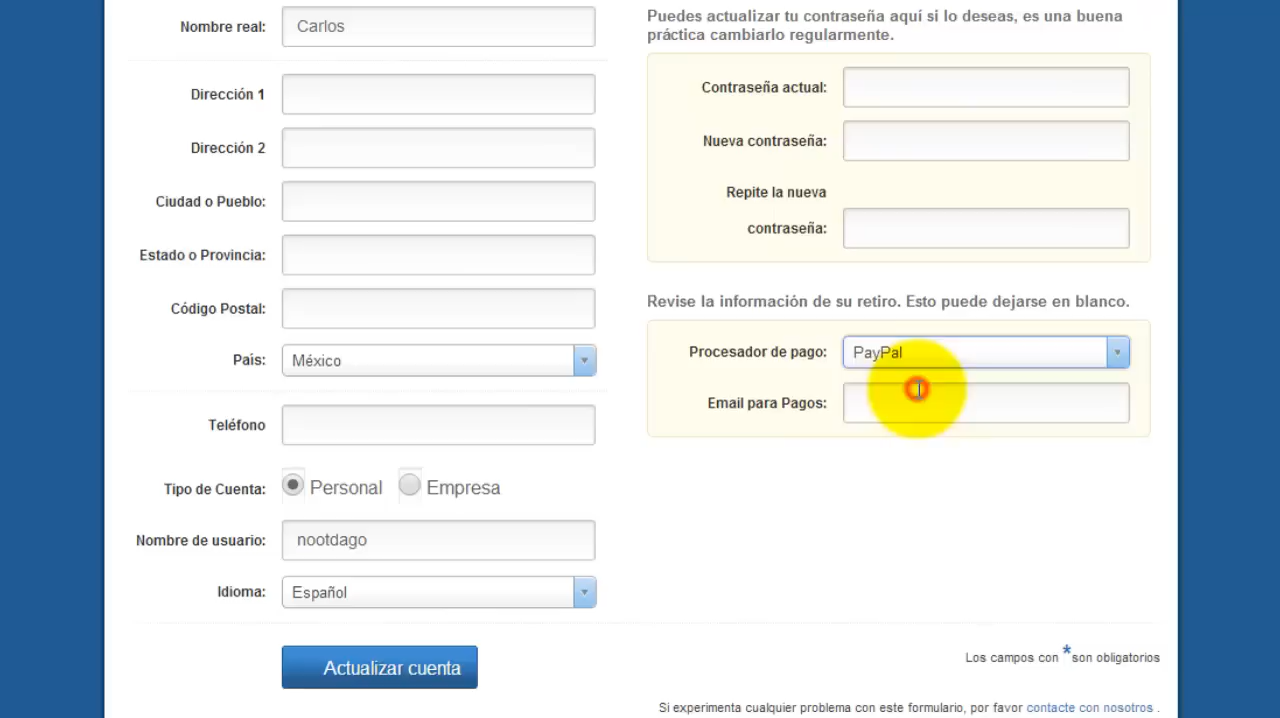 Nombre real: Carlos
Dirección 1
Dirección 2
Ciudad o Pueblo:
Estado o Provincia:
Código Postal:
País: México
Teléfono
Tipo de Cuenta: Personal Empresa
Nombre de usuario: nootdago
Idioma: Español
Actualizar cuenta
Puedes actualizar tu contraseña aquí si lo deseas, es una buena
práctica cambiarlo regularmente.
Contraseña actual:
Nueva contraseña:
Repite la nueva
contraseña:
Revise la información de su retiro. Esto puede dejarse en blanco.
Procesador de pago: PayPal
Email para Pagos:
Los campos con *son obligatorios
Si experimenta cualquier problema con este formulario, por favor contacte con nosotros .